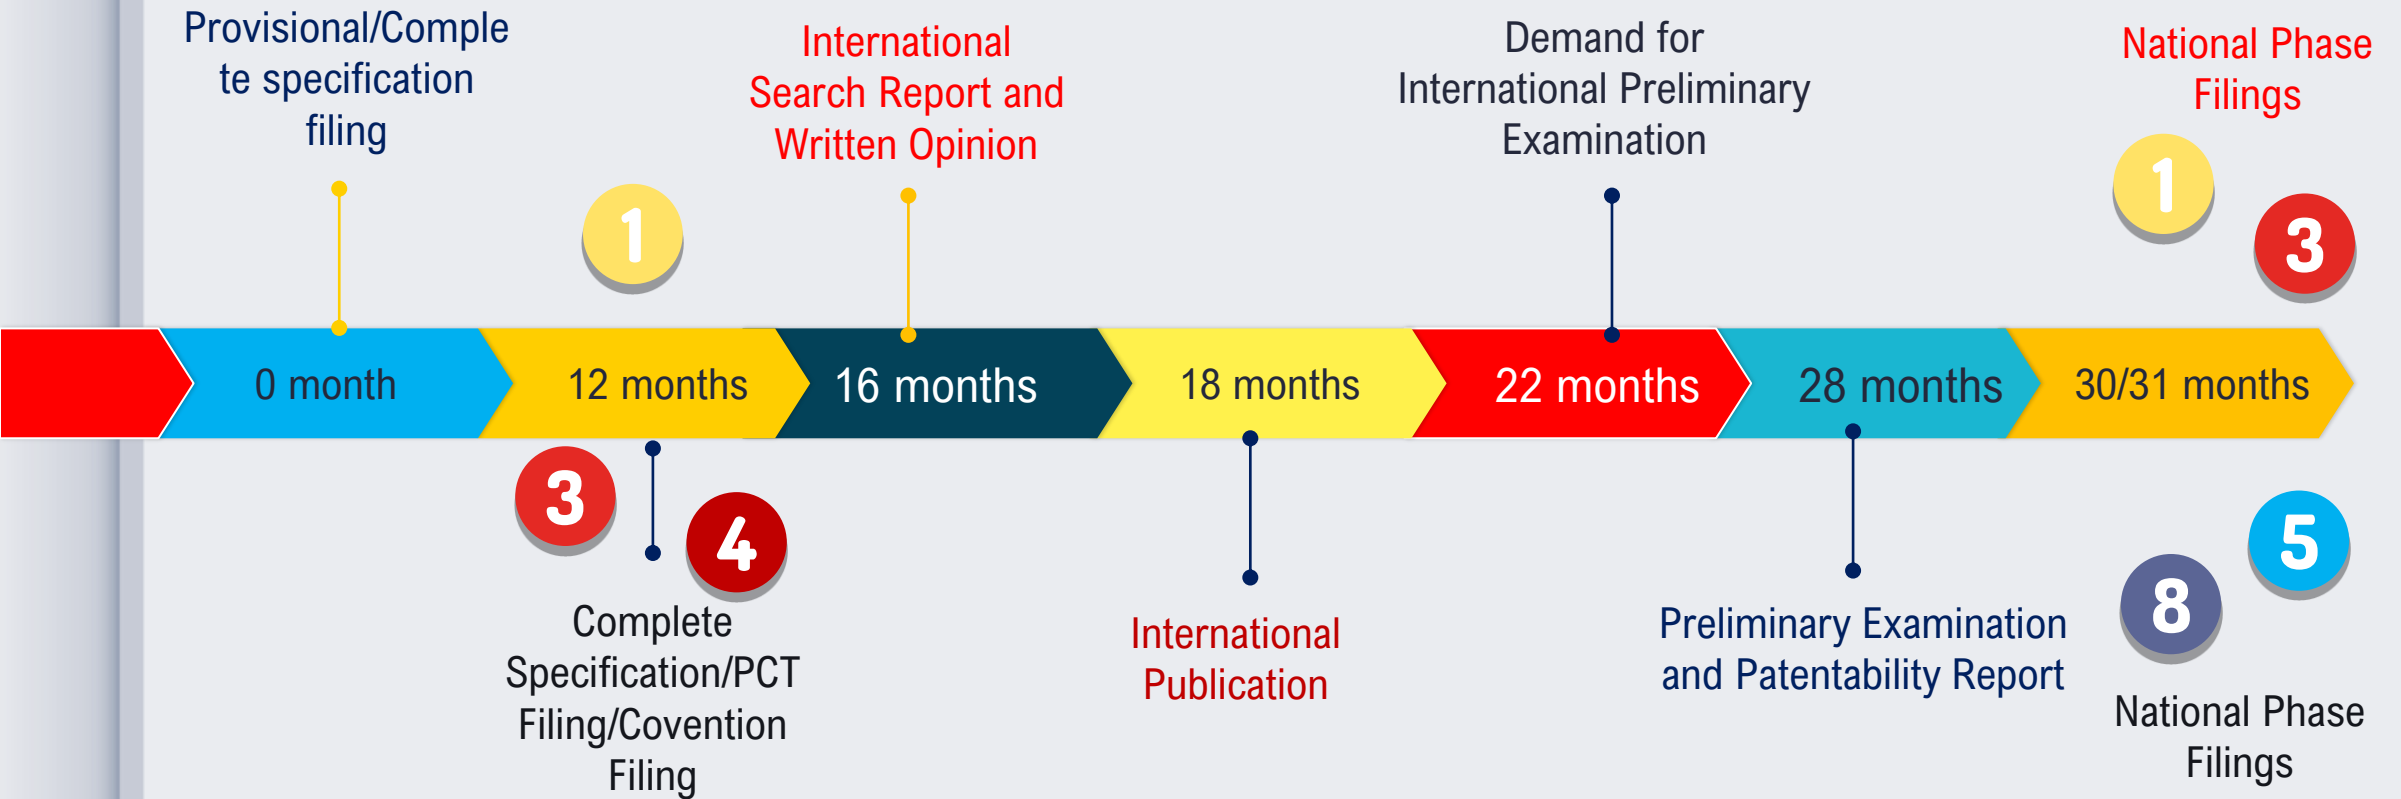 Provisional/Comple
te specification
filing
International
Search Report and
Written Opinion
Demand for
International Preliminary
Examination
National Phase
Filings
1
1
3
0 month
12 months
16 months
18 months
22 months
28 months
30/31 months
3
4
5
8
Complete
Specification/PCT
Filing/Covention
Filing
International
Publication
Preliminary Examination
and Patentability Report
National Phase
Filings